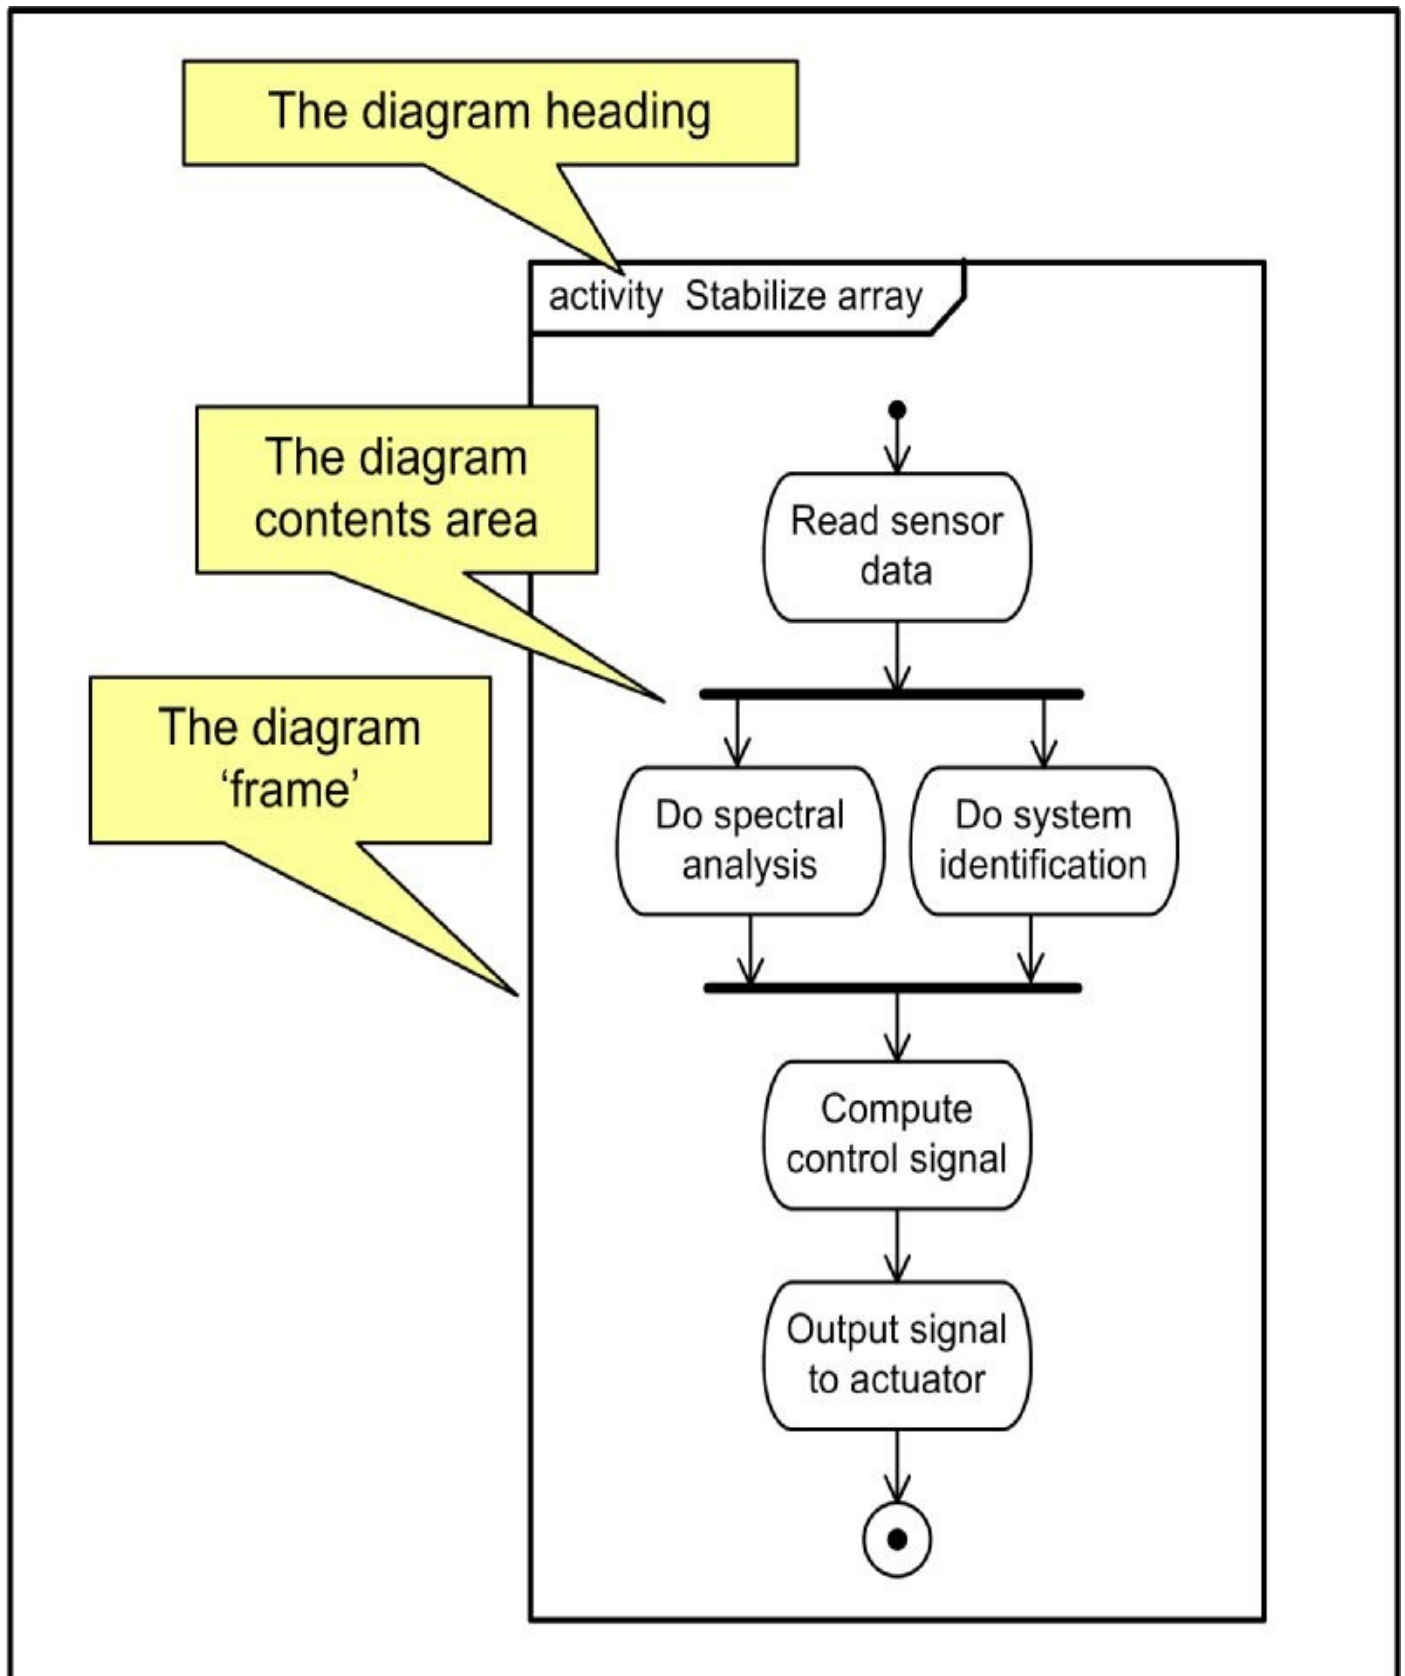 The diagram heading
activity  Stabilize array
The diagram
contents area
Read sensor
data
The diagram
‘frame’
Do spectral
analysis
Do system
identification
Compute
control signal
Output signal
to actuator